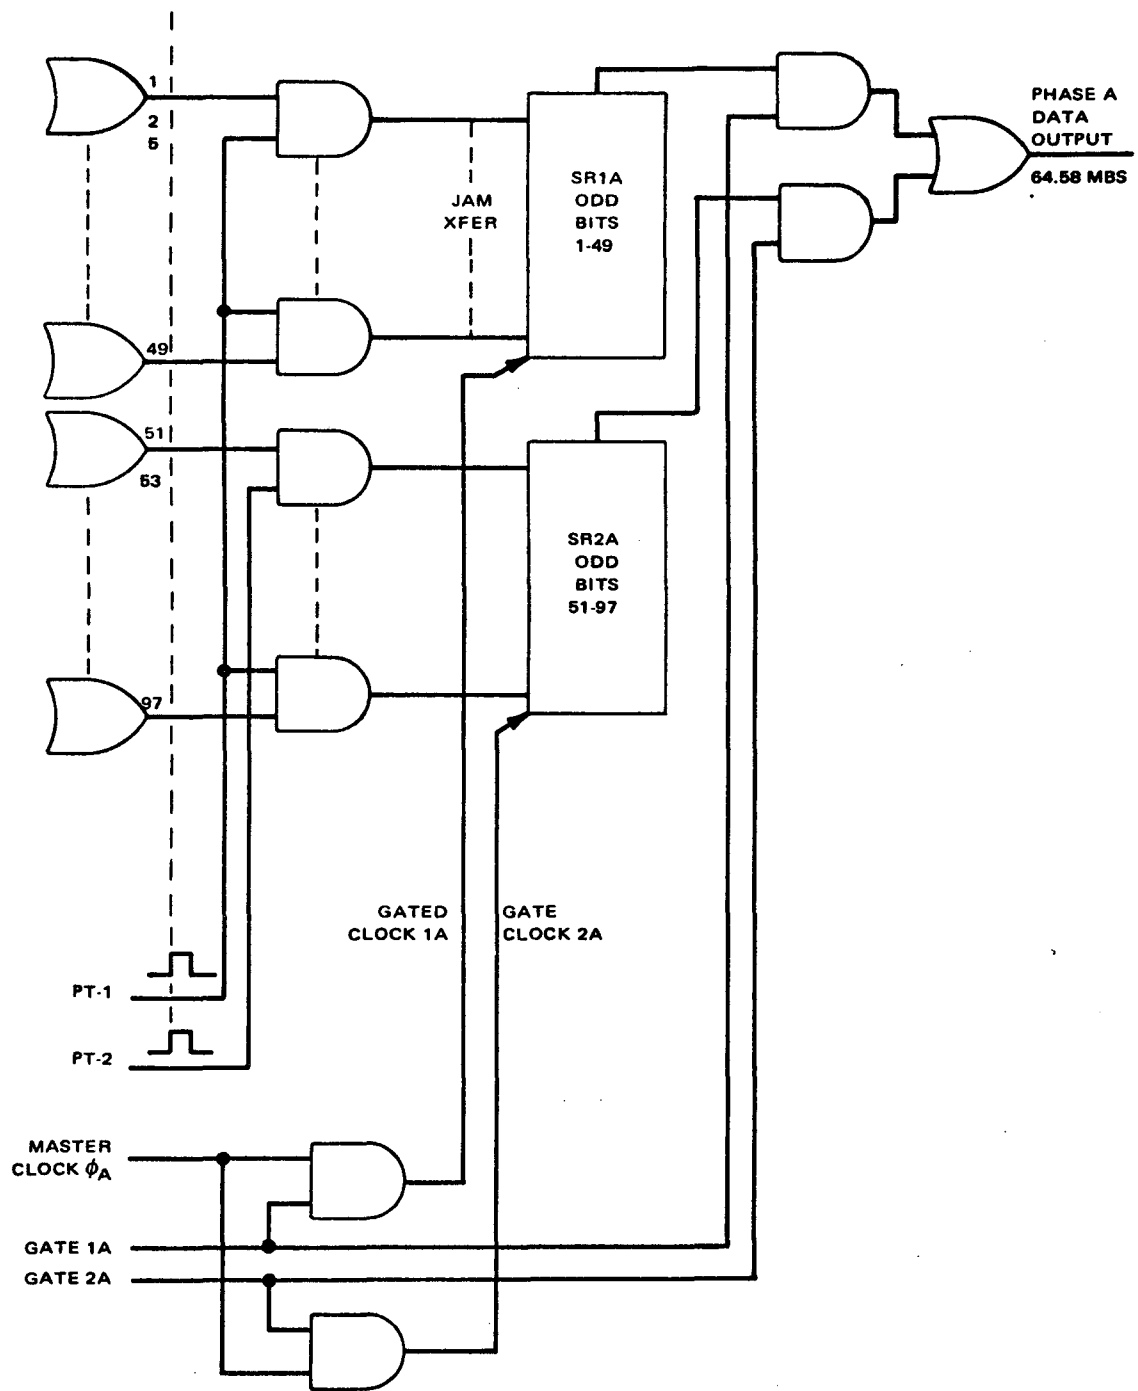 1
2
5
49
51
53
97
JAM
XFER
SR1A
ODD
BITS
1-49
SR2A
ODD
BITS
51-97
PHASE A
DATA
OUTPUT
64.58 MBS
GATED
CLOCK 1A
GATE
CLOCK 2A
PT-1
PT-2
MASTER
CLOCK ϕA
GATE 1A
GATE 2A